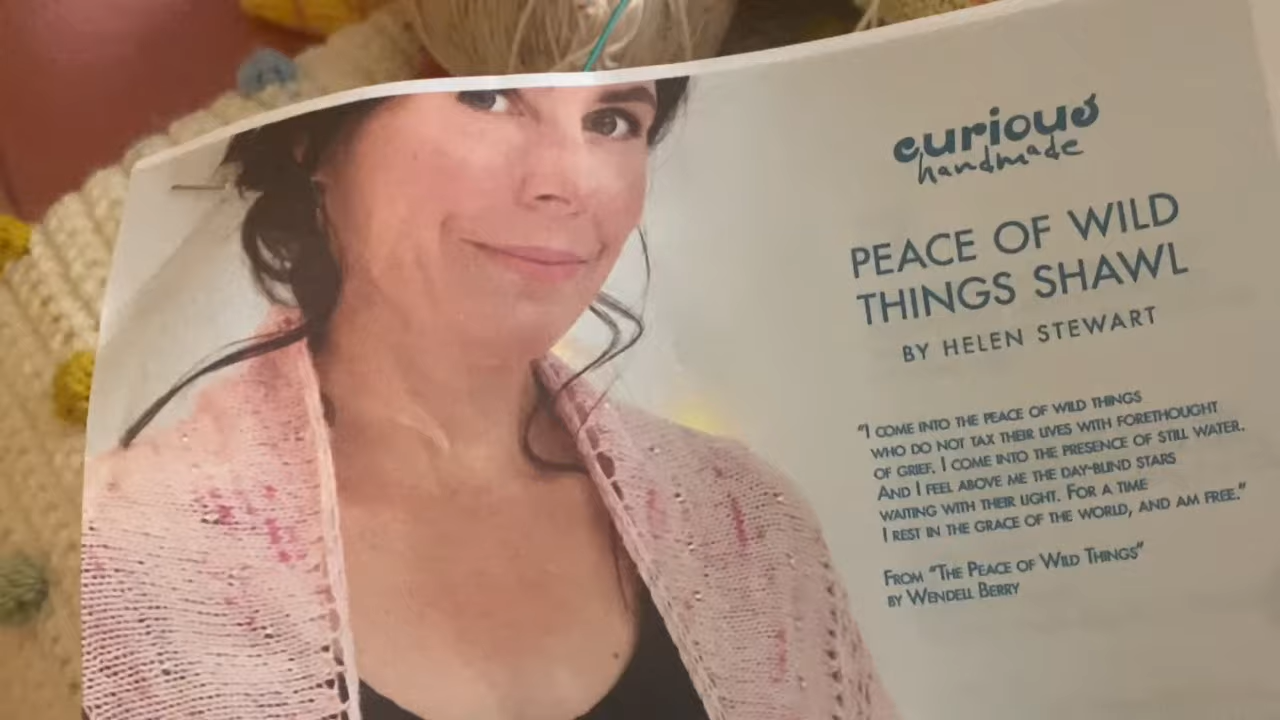 curious
handmade
PEACE OF WILD
THINGS SHAWL
BY HELEN STEWART
"I COME INTO THE PEACE OF WILD THINGS
WHO DO NOT TAX THEIR LIVES WITH FORETHOUGHT
OF GRIEF. I COME INTO THE PRESENCE OF STILL WATER.
AND I FEEL ABOVE ME THE DAY-BLIND STARS
WAITING WITH THEIR LIGHT. FOR A TIME
I REST IN THE GRACE OF THE WORLD, AND AM FREE."
FROM "THE PEACE OF WILD THINGS"
BY WENDELL BERRY